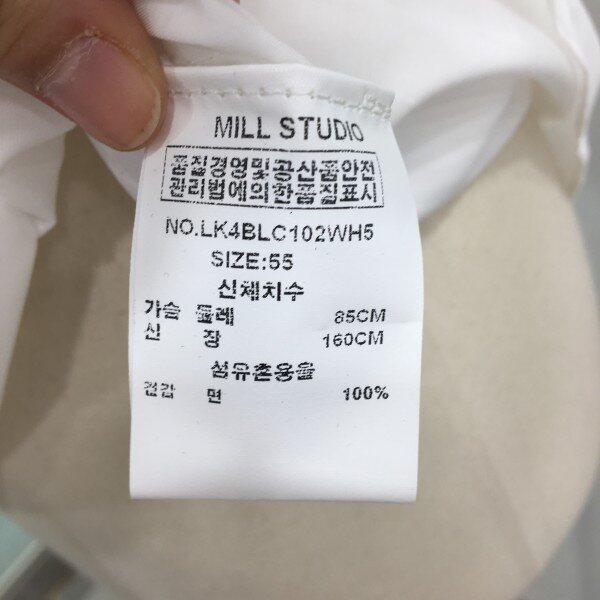 MILL STUDIO
품질경영및공산품안전
관리법에의한품질표시
NO.LK4BLC102WH5
SIZE:55
신체치수
가슴 둘레 85CM
신 장 160CM
섬유혼용율
겉감 면 100%